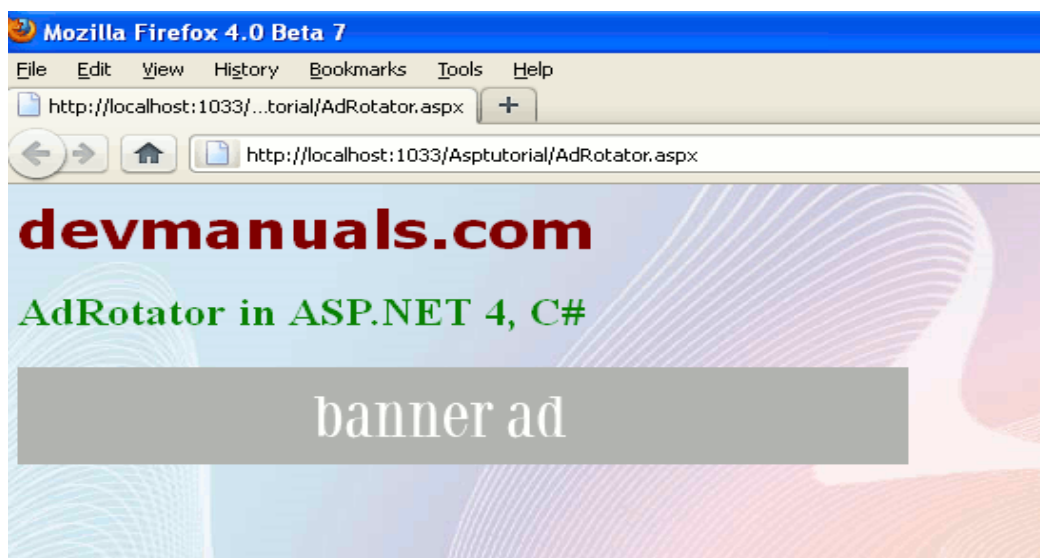 Mozilla Firefox 4.0 Beta 7
File Edit View History Bookmarks Tools Help
http://localhost:1033/...torial/AdRotator.aspx +
http://localhost:1033/Asptutorial/AdRotator.aspx
devmanuals.com
AdRotator in ASP.NET 4, C#
banner ad